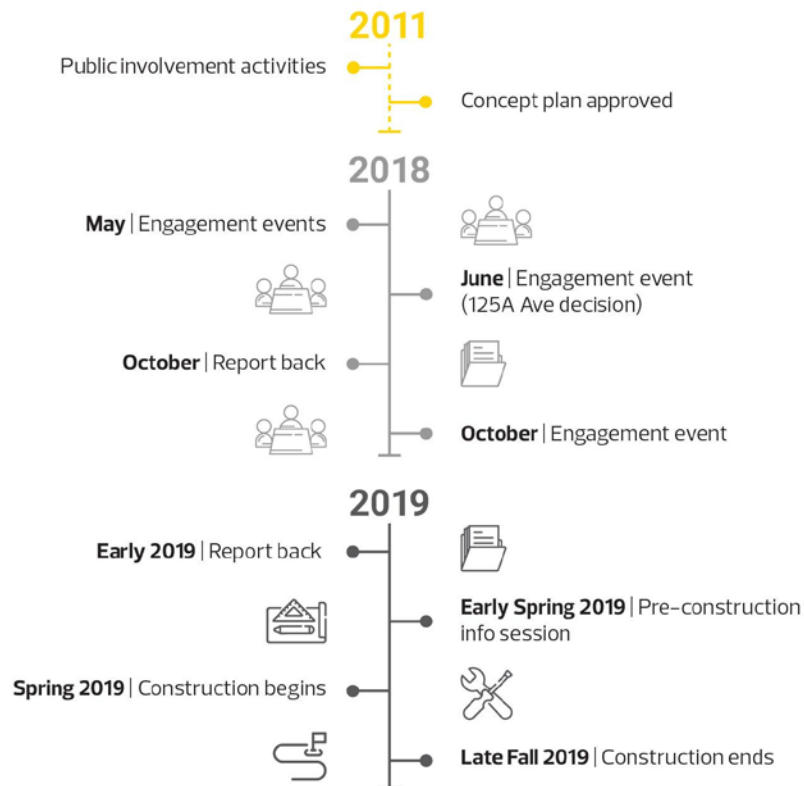 2011
Public involvement activities
Concept plan approved
2018
May | Engagement events
June | Engagement event
(125A Ave decision)
October | Report back
October | Engagement event
2019
Early 2019 | Report back
Early Spring 2019 | Pre-construction
info session
Spring 2019 | Construction begins
Late Fall 2019 | Construction ends